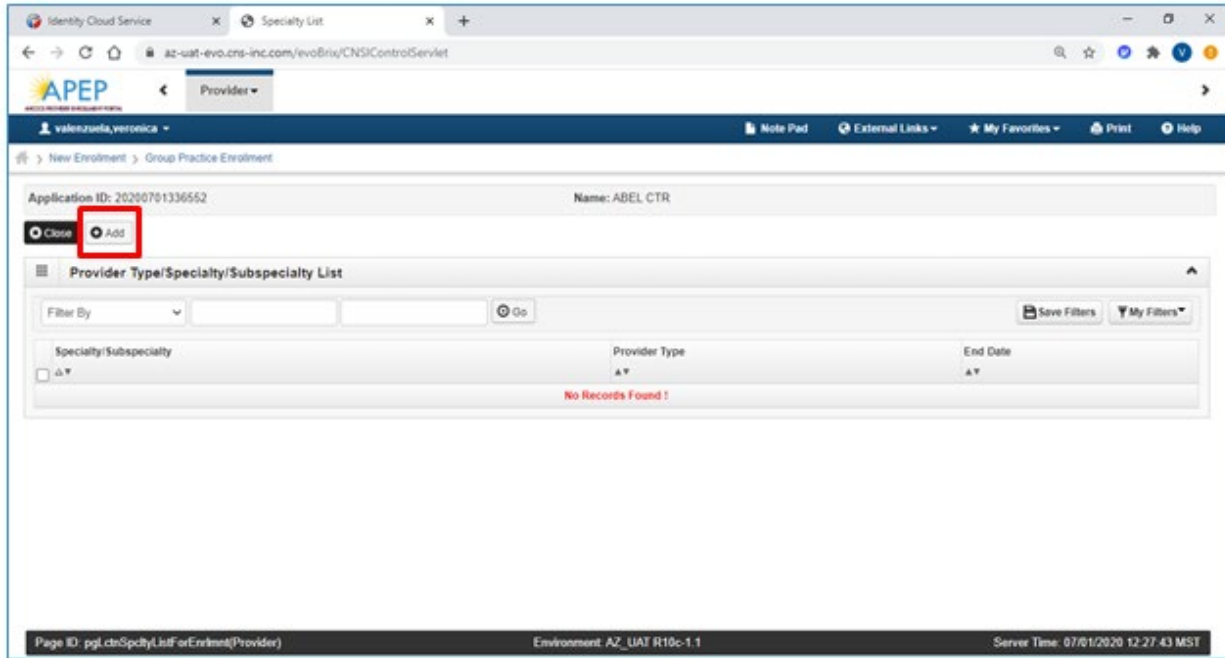 Identity Cloud Service
Specialty List
az-uat-evo.cns-inc.com/evoBrix/CNSIControlServlet
V
APEP
AHCCCS PROVIDER ENROLLMENT PORTAL
Provider
valenzuela,veronica
Note Pad
External Links
My Favorites
Print
Help
> New Enrollment > Group Practice Enrollment
Application ID: 20200701336552
Name: ABEL CTR
Close
Add
Provider Type/Specialty/Subspecialty List
Filter By
Go
Save Filters
My Filters
Specialty/Subspecialty
Provider Type
End Date
No Records Found !
Page ID: pgLctnSpcltyListForEnrlmnt(Provider)
Environment: AZ_UAT R10c-1.1
Server Time: 07/01/2020 12:27:43 MST